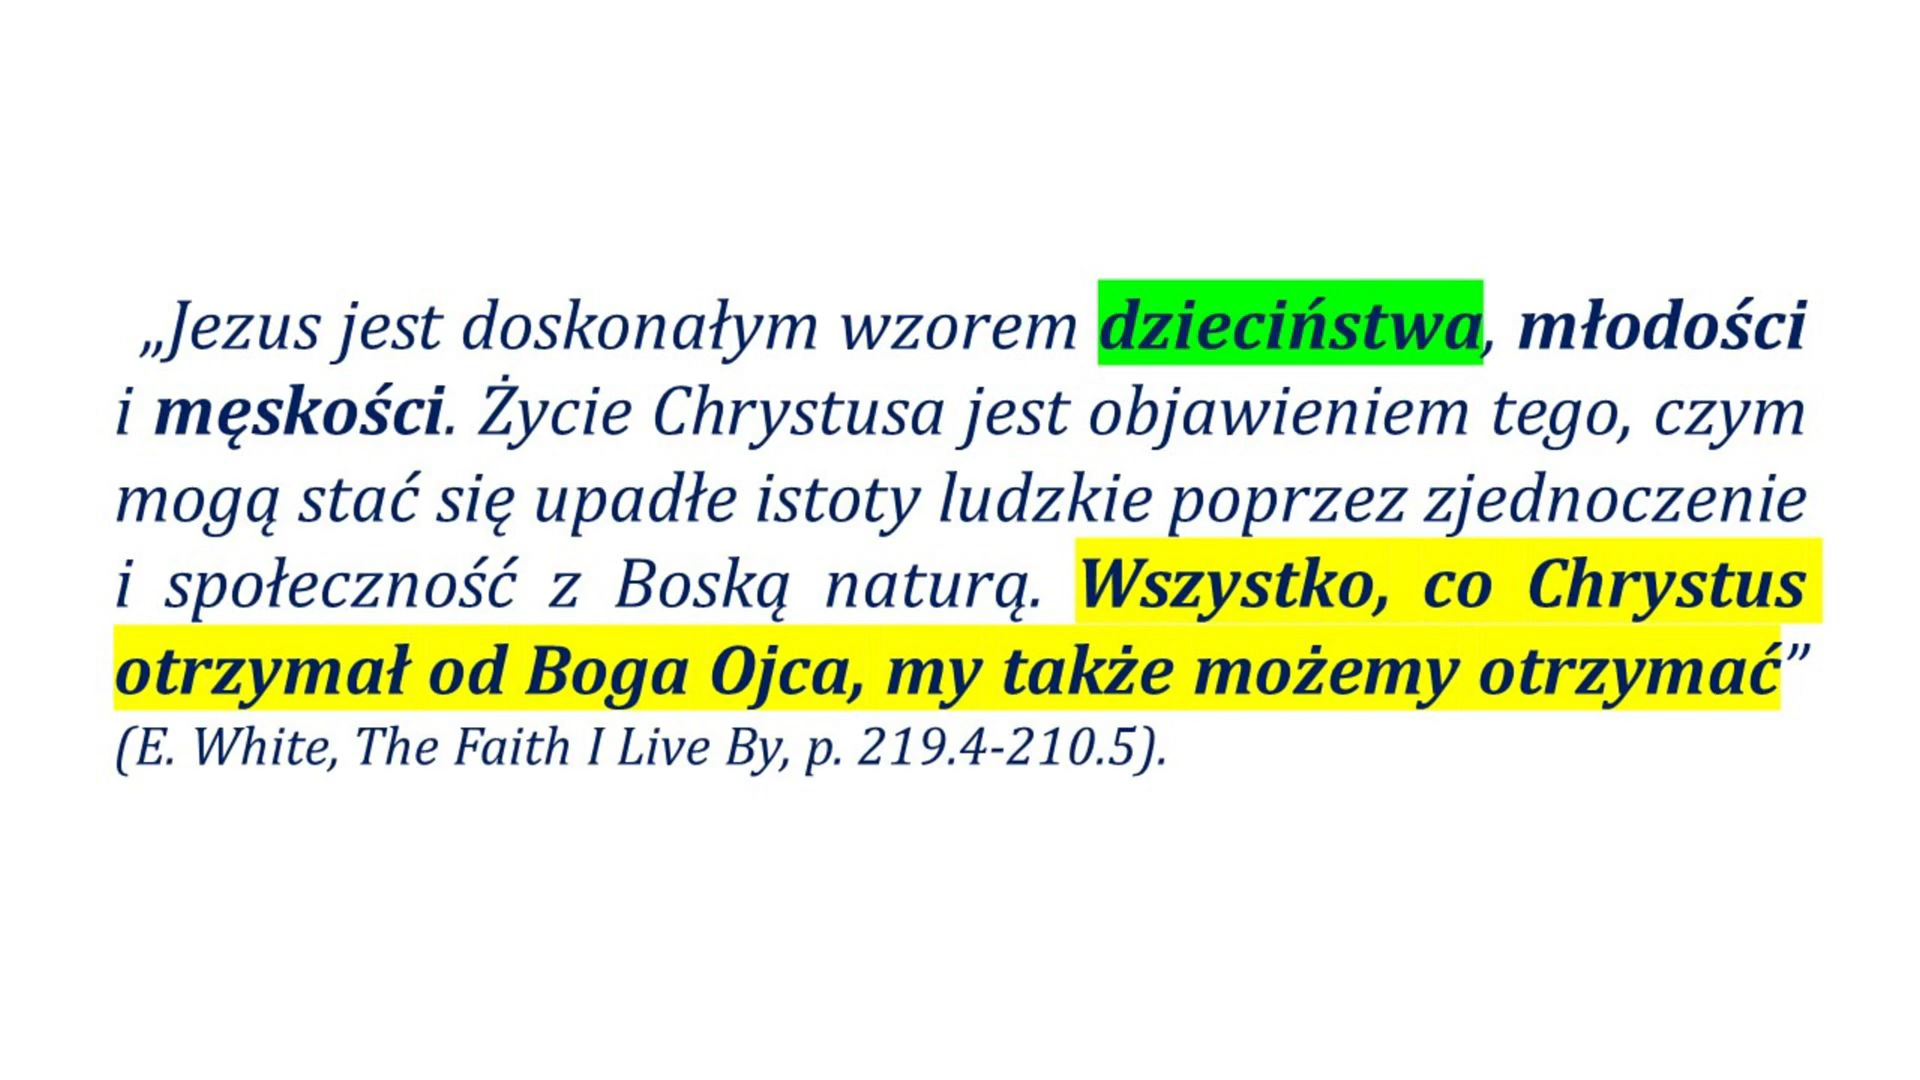 „Jezus jest doskonałym wzorem dzieciństwa, młodości
i męskości. Życie Chrystusa jest objawieniem tego, czym
mogą stać się upadłe istoty ludzkie poprzez zjednoczenie
i społeczność z Boską naturą. Wszystko, co Chrystus
otrzymał od Boga Ojca, my także możemy otrzymać”
(E. White, The Faith I Live By, p. 219.4-210.5).